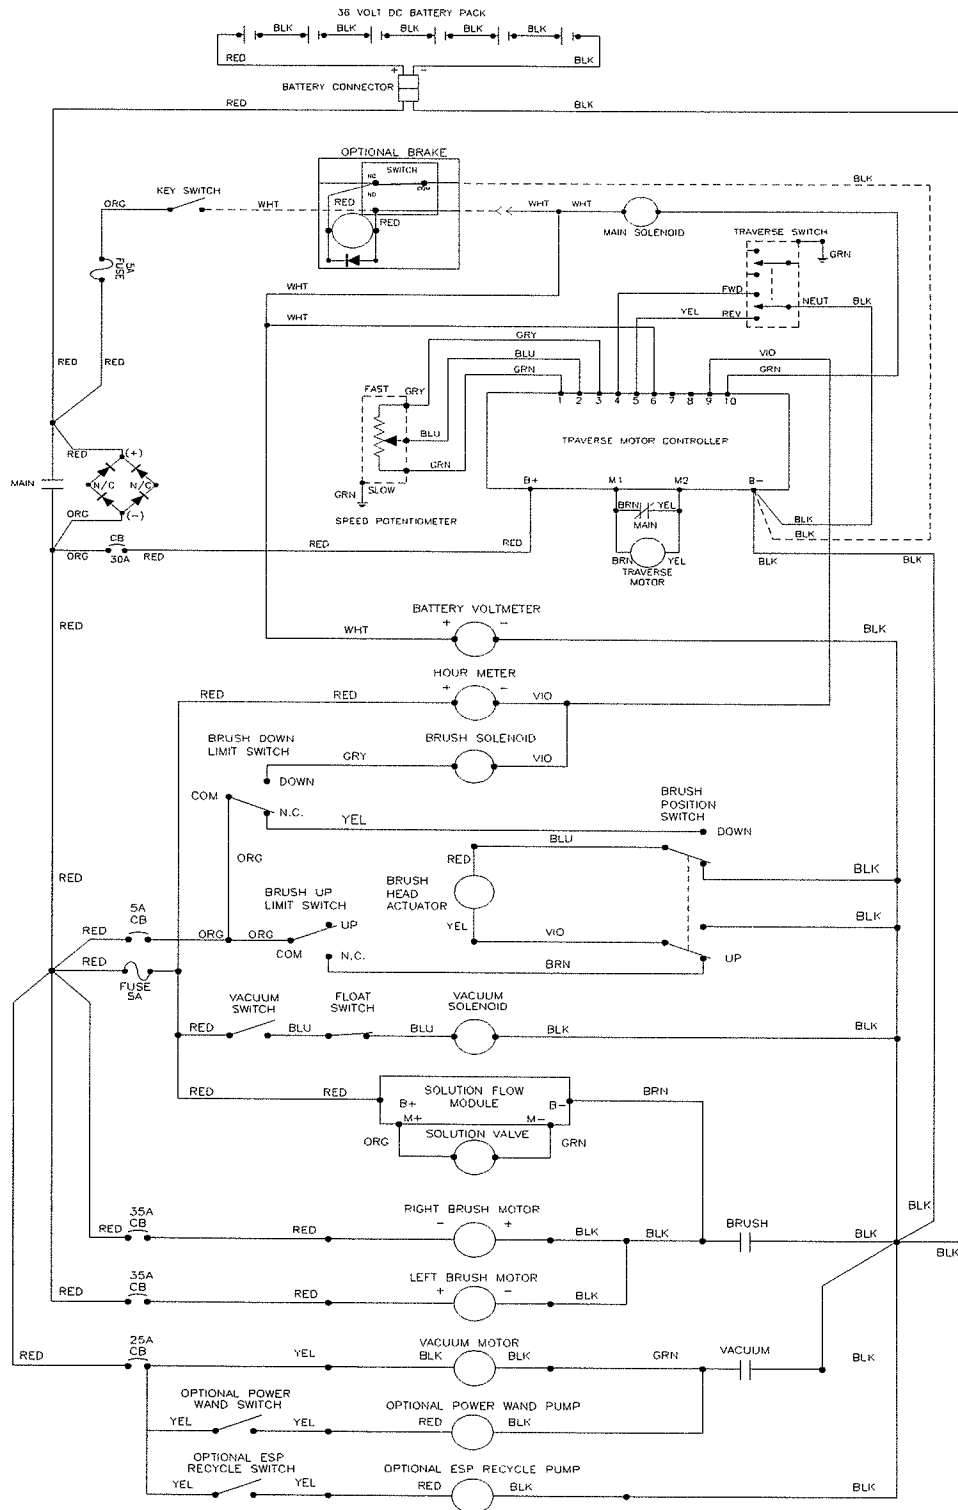 36 VOLT DC BATTERY PACK
BLK BLK BLK BLK BLK
RED + - BLK
BATTERY CONNECTOR
RED BLK
OPTIONAL BRAKE
SWITCH
NC COM BLK
KEY SWITCH
ORG WHT NO RED RED WHT WHT
MAIN SOLENOID
TRAVERSE SWITCH
GRN
5A
FUSE
WHT FWD NEUT BLK
WHT YEL REV
RED RED
GRY VIO
BLU GRN
GRN
FAST GRY
1 2 3 4 5 6 7 8 9 10
BLU TRAVERSE MOTOR CONTROLLER
RED (+)
MAIN N/C N/C
GRN
GRN SLOW B+ M1 M2 B-
SPEED POTENTIOMETER
ORG (-)
BRN YEL
MAIN
BLK
BLK
ORG CB RED RED RED
30A
BRN YEL
TRAVERSE
MOTOR
BLK BLK
RED
BATTERY VOLTMETER
WHT + - BLK
HOUR METER
RED RED + - VIO
BRUSH DOWN
LIMIT SWITCH
BRUSH SOLENOID
GRY VIO
DOWN
COM
N.C.
YEL
BRUSH
POSITION
SWITCH
DOWN
ORG
BLU
RED
RED BLK
BRUSH
HEAD
ACTUATOR
BRUSH UP
LIMIT SWITCH
5A
CB
UP
YEL BLK
RED ORG ORG VIO
COM N.C. UP
RED BRN
FUSE
5A
VACUUM
SWITCH
FLOAT
SWITCH
VACUUM
SOLENOID
RED BLU BLU BLK BLK
SOLUTION FLOW
MODULE
RED RED B+ B- BRN
M+ M-
SOLUTION VALVE
ORG GRN
35A
CB
RIGHT BRUSH MOTOR
BLK
RED RED - + BLK BLK BRUSH BLK
BLK
35A
CB
LEFT BRUSH MOTOR
RED RED + - BLK
25A
CB
VACUUM MOTOR
RED YEL BLK BLK GRN VACUUM BLK
OPTIONAL POWER
WAND SWITCH
OPTIONAL POWER WAND PUMP
YEL YEL RED BLK
OPTIONAL ESP
RECYCLE SWITCH
OPTIONAL ESP RECYCLE PUMP
YEL YEL RED BLK BLK